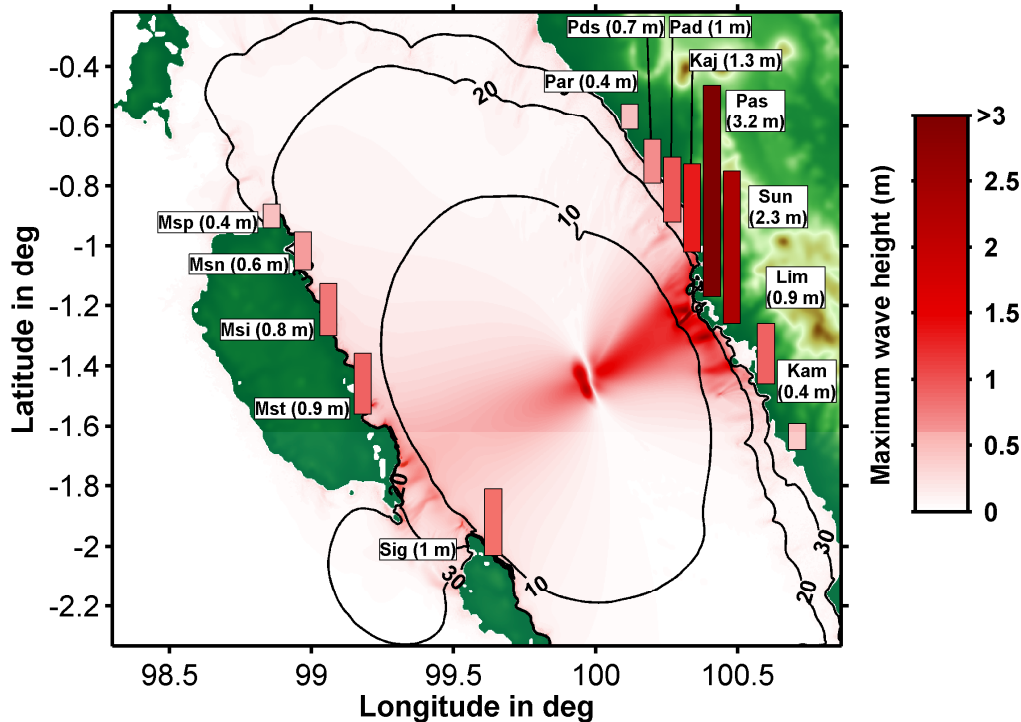 Pds (0.7 m)
Pad (1 m)
Kaj (1.3 m)
Par (0.4 m)
Pas
(3.2 m)
Sun
(2.3 m)
Msp (0.4 m)
Msn (0.6 m)
Lim
(0.9 m)
Msi (0.8 m)
Kam
(0.4 m)
Mst (0.9 m)
Sig (1 m)
20
10
20
30
10
30
20
-0.4
-0.6
-0.8
-1
-1.2
-1.4
-1.6
-1.8
-2
-2.2
Latitude in deg
98.5
99
99.5
100
100.5
Longitude in deg
>3
2.5
2
1.5
1
0.5
0
Maximum wave height (m)